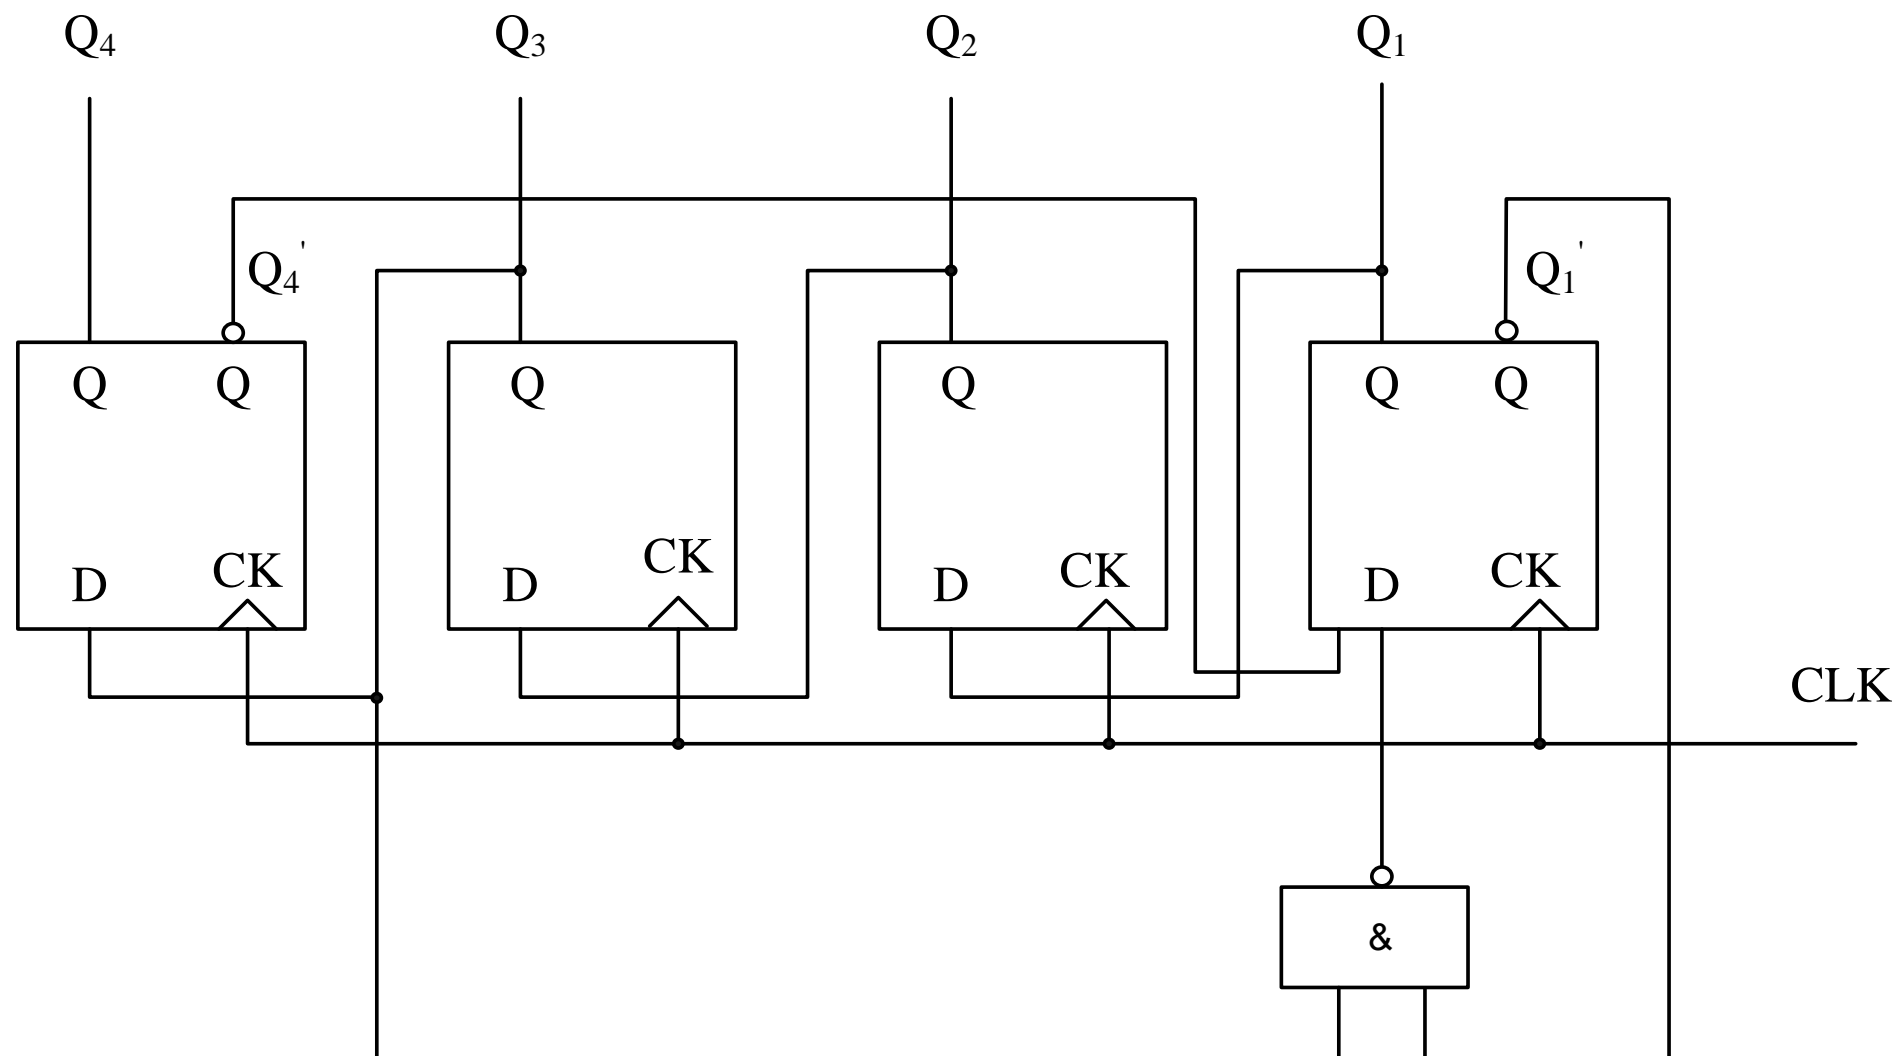 Q₄ Q₃ Q₂ Q₁
Q₄' Q₁'
Q Q Q Q Q Q
CK
D CK D D CK D CK
CLK
&